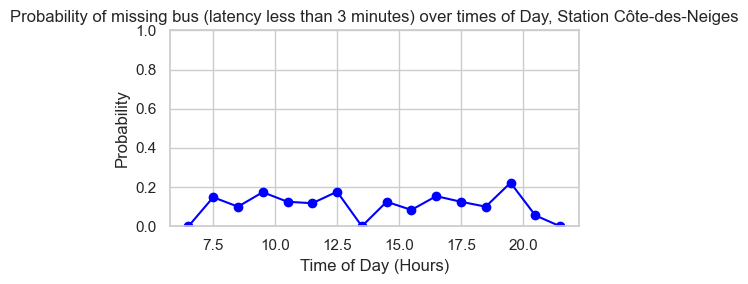 Probability of missing bus (latency less than 3 minutes) over times of Day, Station Côte-des-Neiges
1.0
0.8
0.6
0.4
0.2
0.0
Probability
7.5 10.0 12.5 15.0 17.5 20.0
Time of Day (Hours)